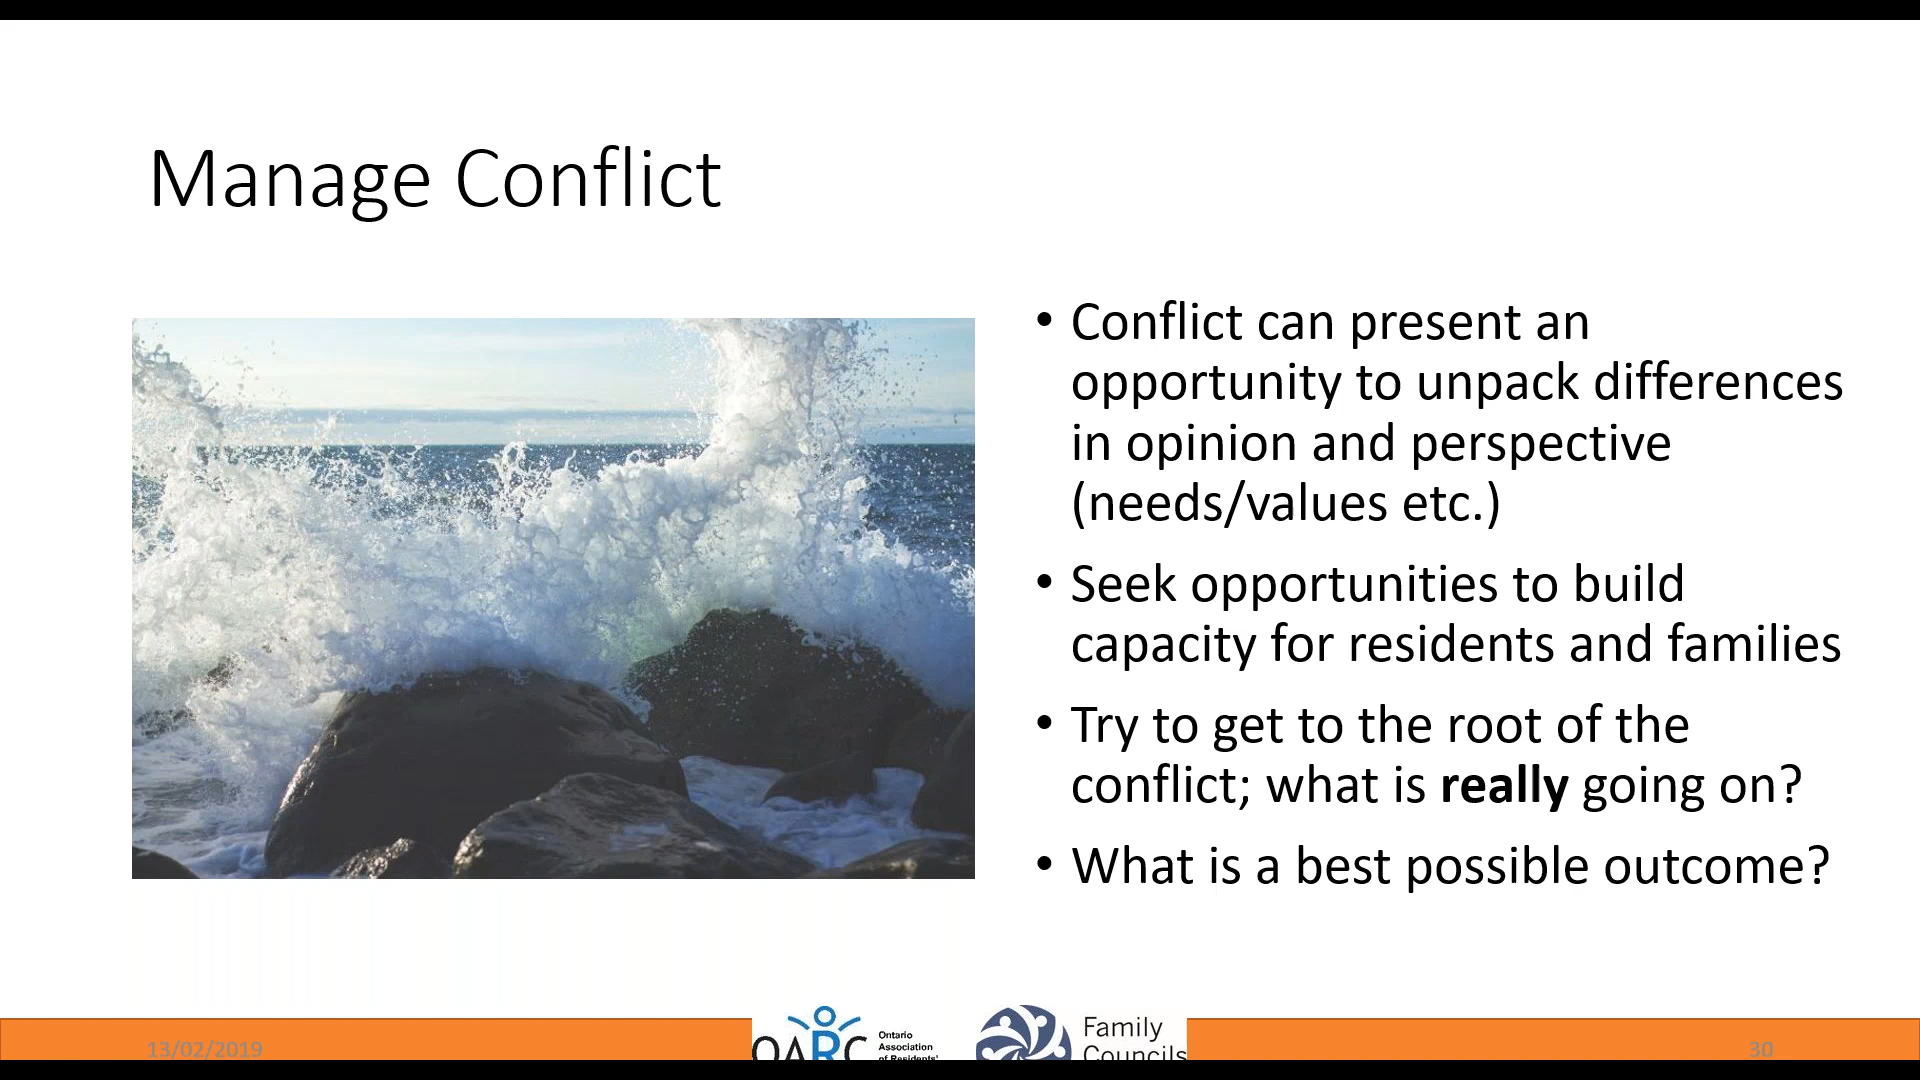 Manage Conflict
• Conflict can present an
opportunity to unpack differences
in opinion and perspective
(needs/values etc.)
• Seek opportunities to build
capacity for residents and families
• Try to get to the root of the
conflict; what is really going on?
• What is a best possible outcome?
13/02/2019
OARC
Ontario
Association
of Residents'
Family
Councils
30